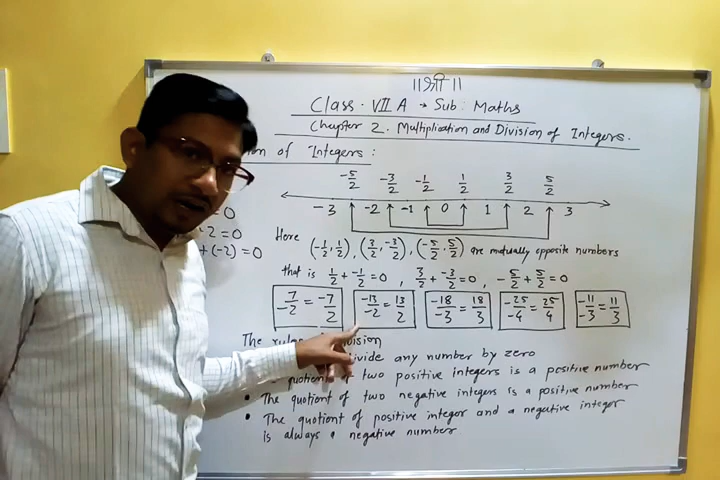 ॥श्री॥
Class . VII. A → Sub : Maths
Chapter 2. Multiplication and Division of Integers.
of Integers :
-5/2 -3/2 -1/2 1/2 3/2 5/2
-3 -2 -1 0 1 2 3
= 0
2 = 0
+ (-2) = 0
Here (-1/2, 1/2), (3/2, -3/2), (-5/2, 5/2) are mutually opposite numbers
that is 1/2 + -1/2 = 0, 3/2 + -3/2 = 0, -5/2 + 5/2 = 0
7/-2 = -7/2 -13/-2 = 13/2 -18/-3 = 18/3 -25/-4 = 25/4 -11/-3 = 11/3
The
any number by zero
of two positive integers is a positive number
• The quotient of two negative integers is a positive number
• The quotient of positive integer and a negative integer
is always a negative number